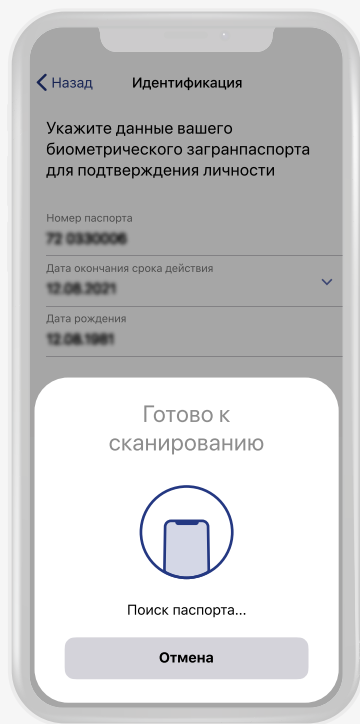 Назад
Идентификация
Укажите данные вашего
биометрического загранпаспорта
для подтверждения личности
Номер паспорта
Дата окончания срока действия
Дата рождения
Готово к
сканированию
Поиск паспорта...
Отмена